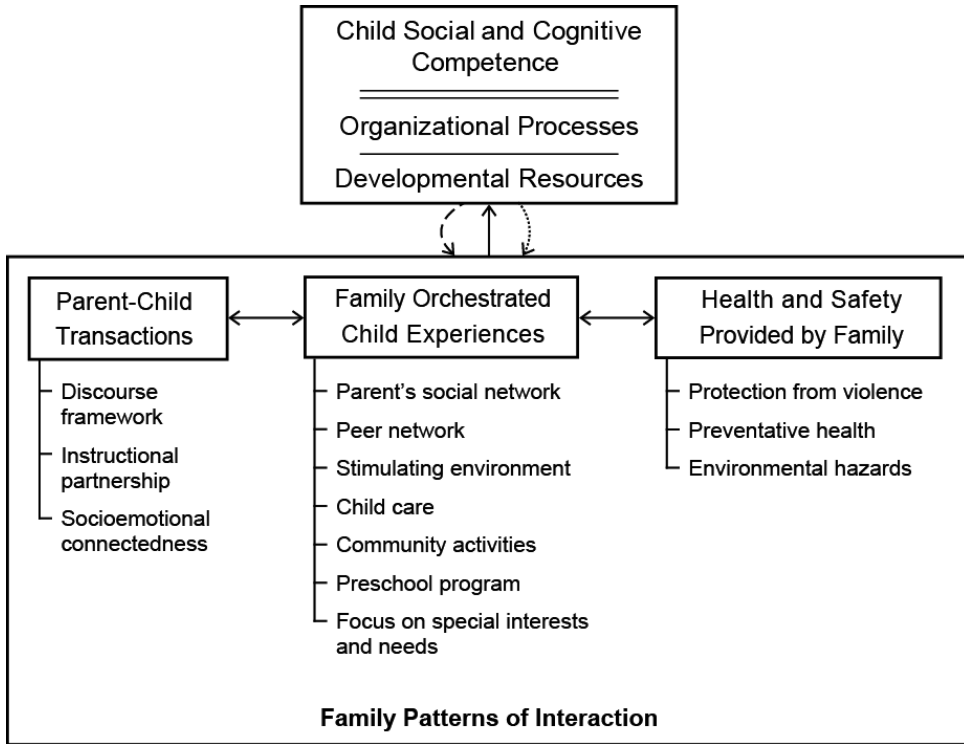 Child Social and Cognitive
Competence
Organizational Processes
Developmental Resources
Parent-Child
Transactions
Discourse
framework
Instructional
partnership
Socioemotional
connectedness
Family Orchestrated
Child Experiences
Parent’s social network
Peer network
Stimulating environment
Child care
Community activities
Preschool program
Focus on special interests
and needs
Health and Safety
Provided by Family
Protection from violence
Preventative health
Environmental hazards
Family Patterns of Interaction